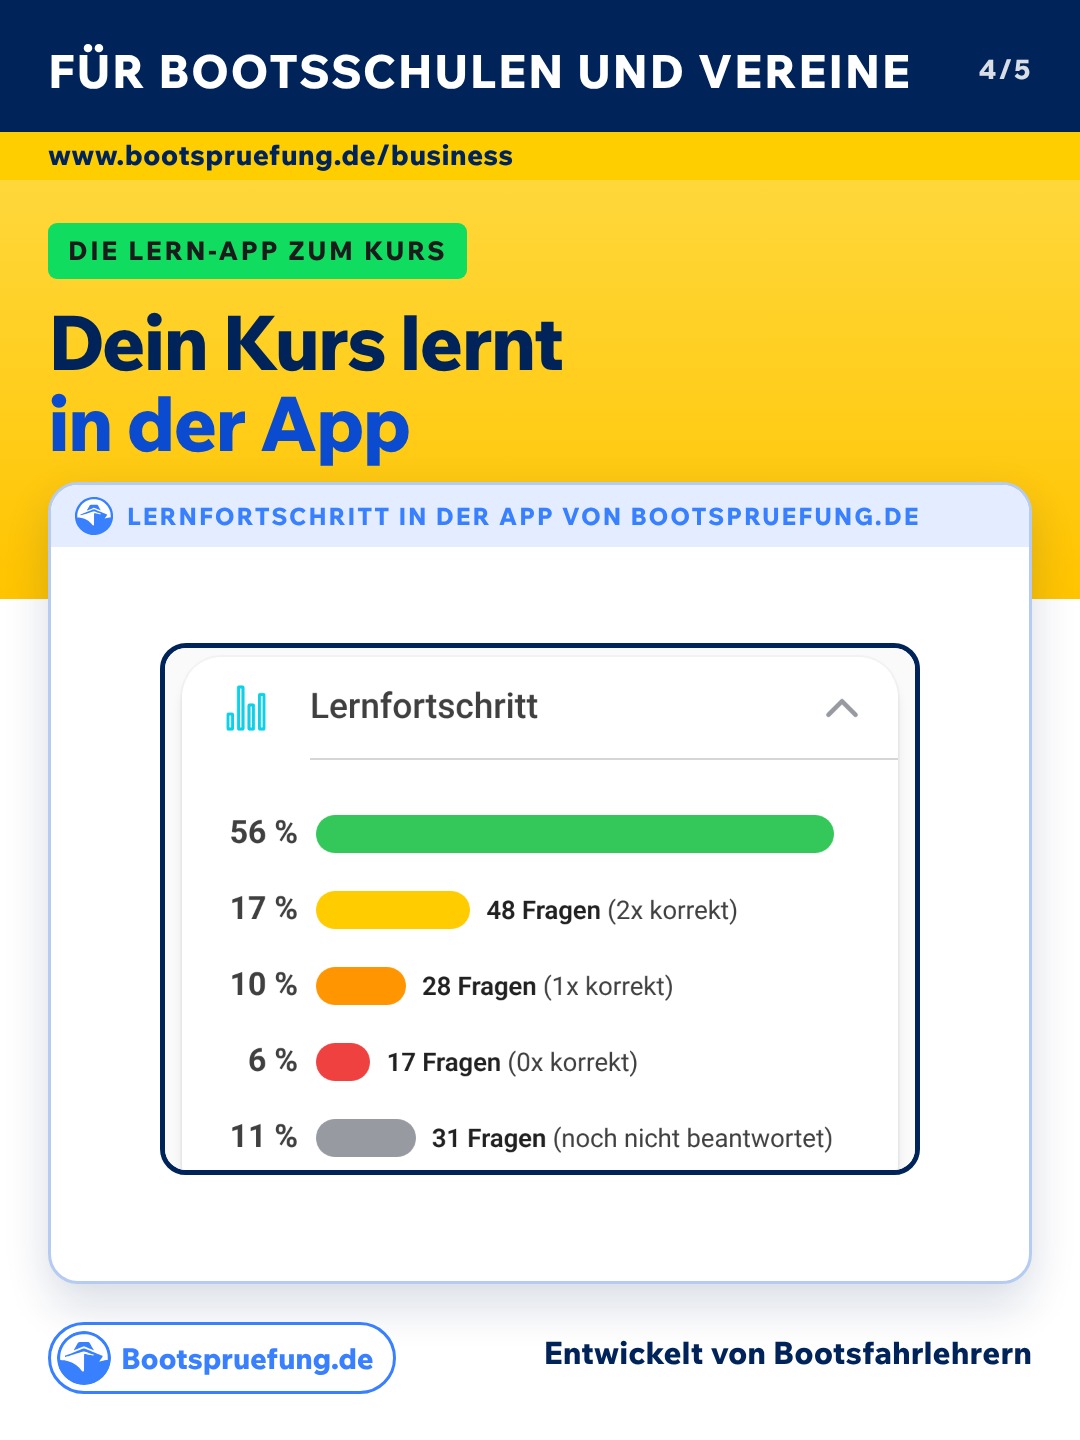 FÜR BOOTSSCHULEN UND VEREINE 4/5
www.bootspruefung.de/business
DIE LERN-APP ZUM KURS
Dein Kurs lernt
in der App
LERNFORTSCHRITT IN DER APP VON BOOTSPRUEFUNG.DE
Lernfortschritt
56 %
17 % 48 Fragen (2x korrekt)
10 % 28 Fragen (1x korrekt)
6 % 17 Fragen (0x korrekt)
11 % 31 Fragen (noch nicht beantwortet)
Bootspruefung.de Entwickelt von Bootsfahrlehrern